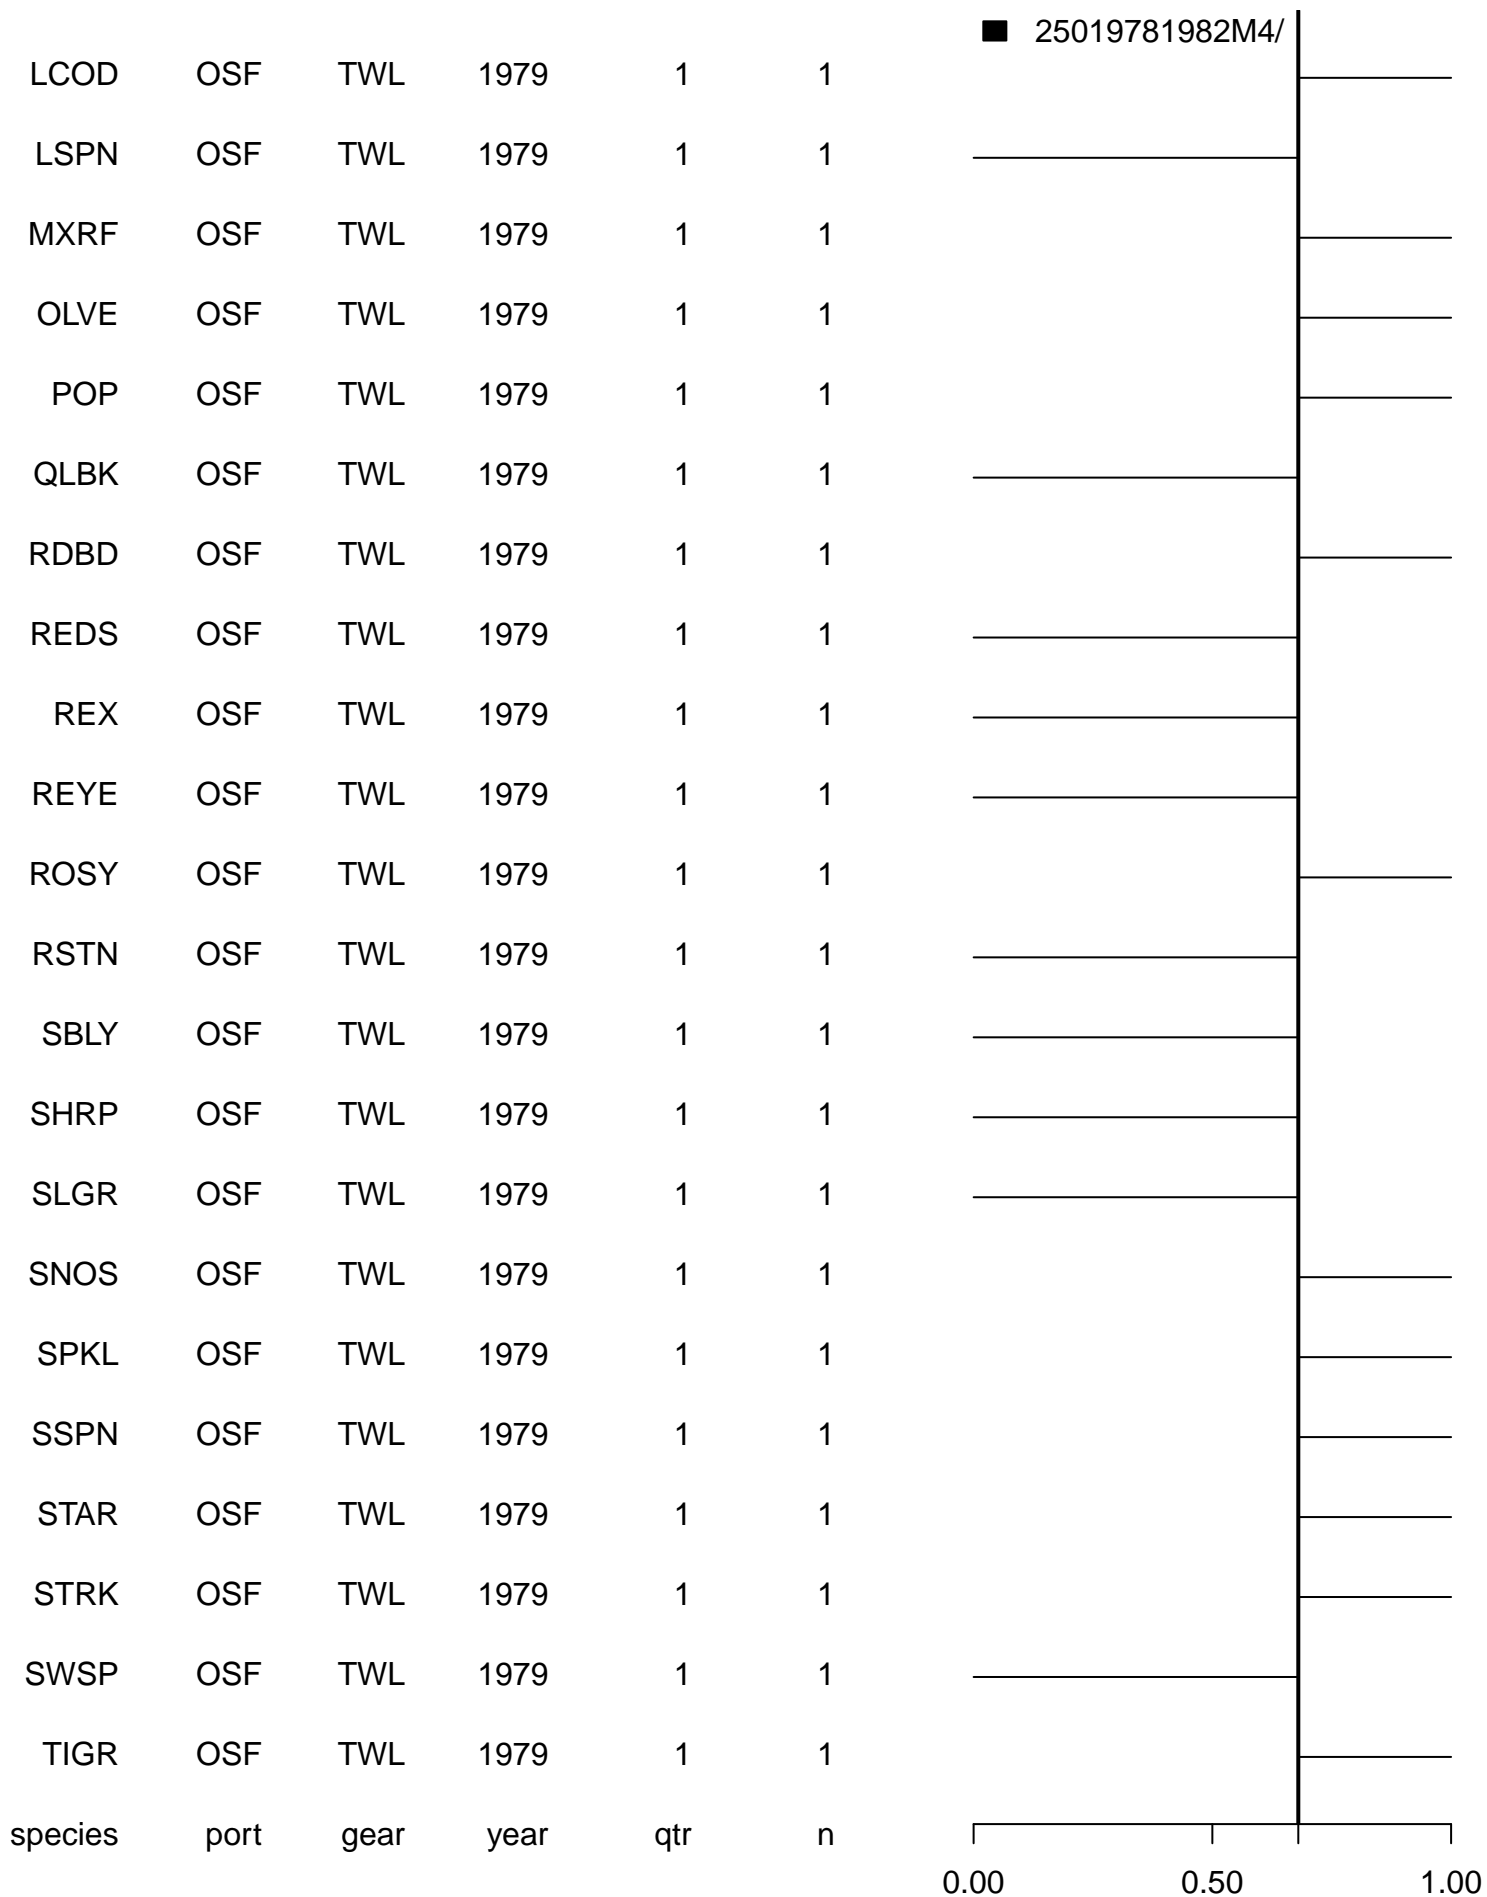 25019781982M4/
LCOD OSF TWL 1979 1 1
LSPN OSF TWL 1979 1 1
MXRF OSF TWL 1979 1 1
OLVE OSF TWL 1979 1 1
POP OSF TWL 1979 1 1
QLBK OSF TWL 1979 1 1
RDBD OSF TWL 1979 1 1
REDS OSF TWL 1979 1 1
REX OSF TWL 1979 1 1
REYE OSF TWL 1979 1 1
ROSY OSF TWL 1979 1 1
RSTN OSF TWL 1979 1 1
SBLY OSF TWL 1979 1 1
SHRP OSF TWL 1979 1 1
SLGR OSF TWL 1979 1 1
SNOS OSF TWL 1979 1 1
SPKL OSF TWL 1979 1 1
SSPN OSF TWL 1979 1 1
STAR OSF TWL 1979 1 1
STRK OSF TWL 1979 1 1
SWSP OSF TWL 1979 1 1
TIGR OSF TWL 1979 1 1
species port gear year qtr n
0.00 0.50 1.00